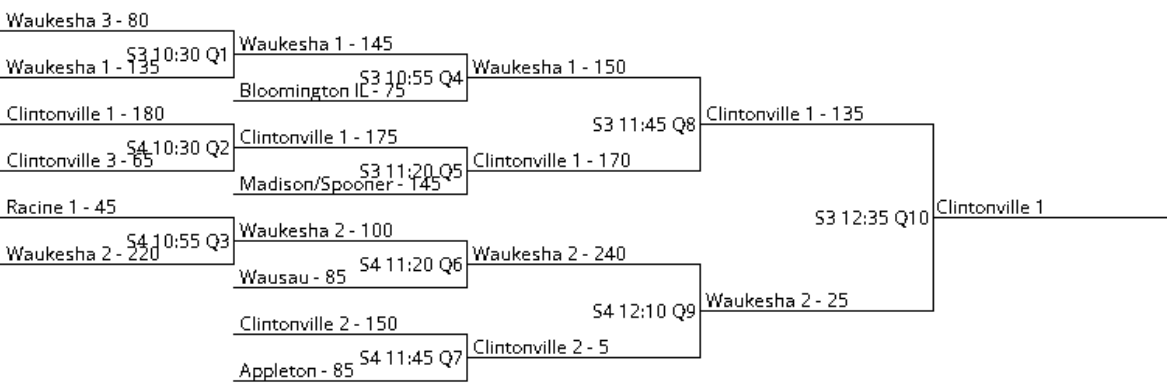 Waukesha 3 - 80
S3 10:30 Q1
Waukesha 1 - 135
Clintonville 1 - 180
S4 10:30 Q2
Clintonville 3 - 65
Racine 1 - 45
S4 10:55 Q3
Waukesha 2 - 220
Waukesha 1 - 145
S3 10:55 Q4
Bloomington IL - 75
Clintonville 1 - 175
S3 11:20 Q5
Madison/Spooner - 145
Waukesha 2 - 100
S4 11:20 Q6
Wausau - 85
Clintonville 2 - 150
S4 11:45 Q7
Appleton - 85
Waukesha 1 - 150
S3 11:45 Q8
Clintonville 1 - 170
Waukesha 2 - 240
S4 12:10 Q9
Clintonville 2 - 5
Clintonville 1 - 135
S3 12:35 Q10
Waukesha 2 - 25
Clintonville 1